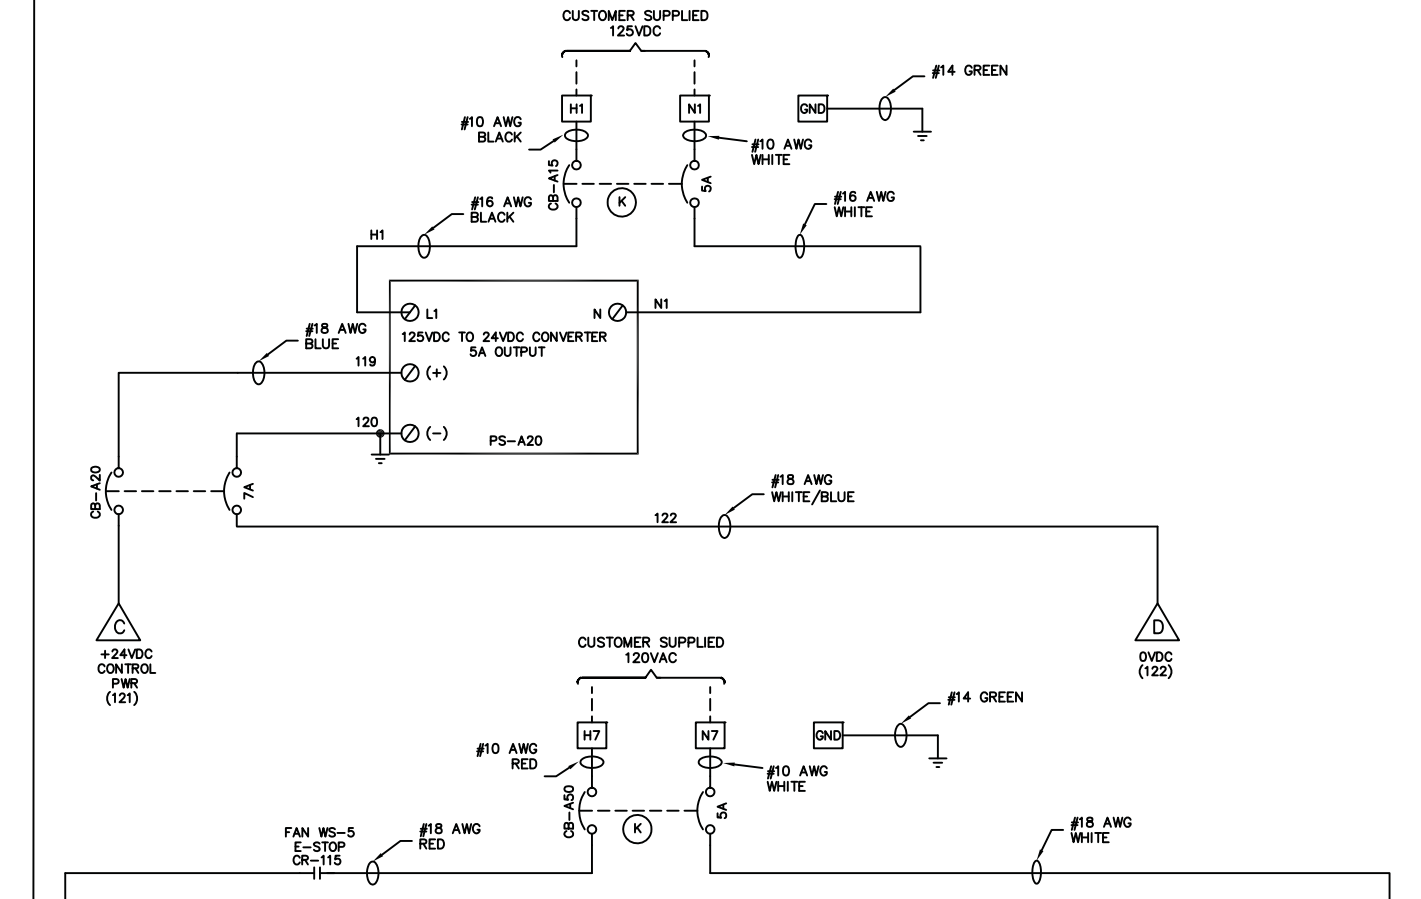 CUSTOMER SUPPLIED
125VDC
#14 GREEN
H1
N1
GND
#10 AWG
BLACK
#10 AWG
WHITE
CB-A15
5A
K
#16 AWG
BLACK
#16 AWG
WHITE
H1
L1
N
N1
125VDC TO 24VDC CONVERTER
5A OUTPUT
#18 AWG
BLUE
119
(+)
120
(-)
PS-A20
CB-A20
7A
#18 AWG
WHITE/BLUE
122
C
+24VDC
CONTROL
PWR
(121)
D
0VDC
(122)
CUSTOMER SUPPLIED
120VAC
#14 GREEN
H7
N7
GND
#10 AWG
RED
#10 AWG
WHITE
CB-A50
5A
K
FAN WS-5
E-STOP
CR-115
#18 AWG
RED
#18 AWG
WHITE